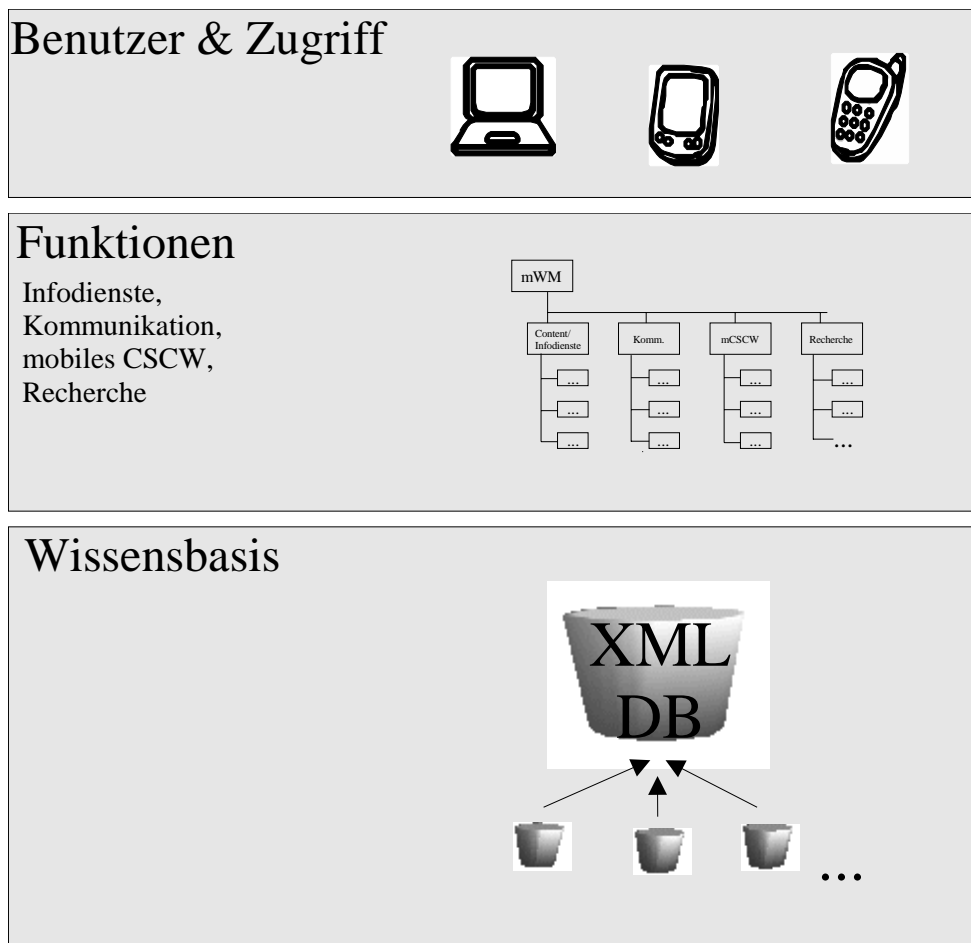 Benutzer & Zugriff
Funktionen
Infodienste,
Kommunikation,
mobiles CSCW,
Recherche
mWM
Content/
Infodienste
Komm.
mCSCW
Recherche
... ... ... ...
... ... ... ...
... ... ... ...
Wissensbasis
XML
DB
...